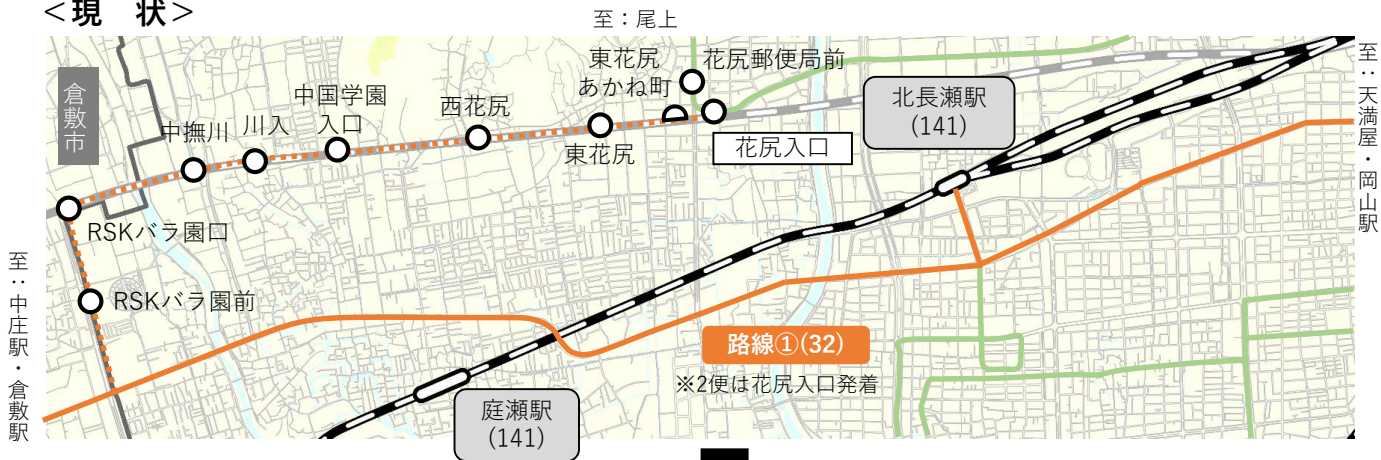 <現　状>
至：尾上
東花尻
あかね町
花尻郵便局前
至：天満屋・岡山駅
倉敷市
中国学園
入口
西花尻
北長瀬駅
(141)
中撫川
川入
東花尻
花尻入口
RSKバラ園口
至：中庄駅・倉敷駅
RSKバラ園前
路線①(32)
※2便は花尻入口発着
庭瀬駅
(141)